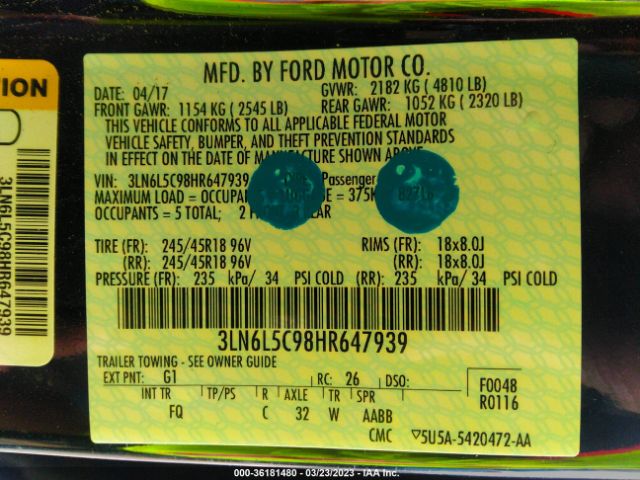 MFD. BY FORD MOTOR CO.
DATE: 04/17 GVWR: 2182 KG ( 4810 LB)
FRONT GAWR: 1154 KG ( 2545 LB) REAR GAWR: 1052 KG ( 2320 LB)
THIS VEHICLE CONFORMS TO ALL APPLICABLE FEDERAL MOTOR
VEHICLE SAFETY, BUMPER, AND THEFT PREVENTION STANDARDS
IN EFFECT ON THE DATE OF MANUFACTURE SHOWN ABOVE.
VIN: 3LN6L5C98HR647939 Passenger
MAXIMUM LOAD = OCCUPA = 375K
OCCUPANTS = 5 TOTAL; 2
TIRE (FR): 245/45R18 96V RIMS (FR): 18x8.0J
(RR): 245/45R18 96V (RR): 18x8.0J
PRESSURE (FR): 235 kPa/ 34 PSI COLD (RR): 235 kPa/ 34 PSI COLD
3LN6L5C98HR647939
TRAILER TOWING - SEE OWNER GUIDE
EXT PNT: G1 RC: 26 DSO: F0048
INT TR TP/PS R AXLE TR SPR R0116
FQ C 32 W AABB
CMC ▽5U5A-5420472-AA
TION
3LN6L5C98HR647939
000-36181480 - 03/23/2023 - IAA Inc.